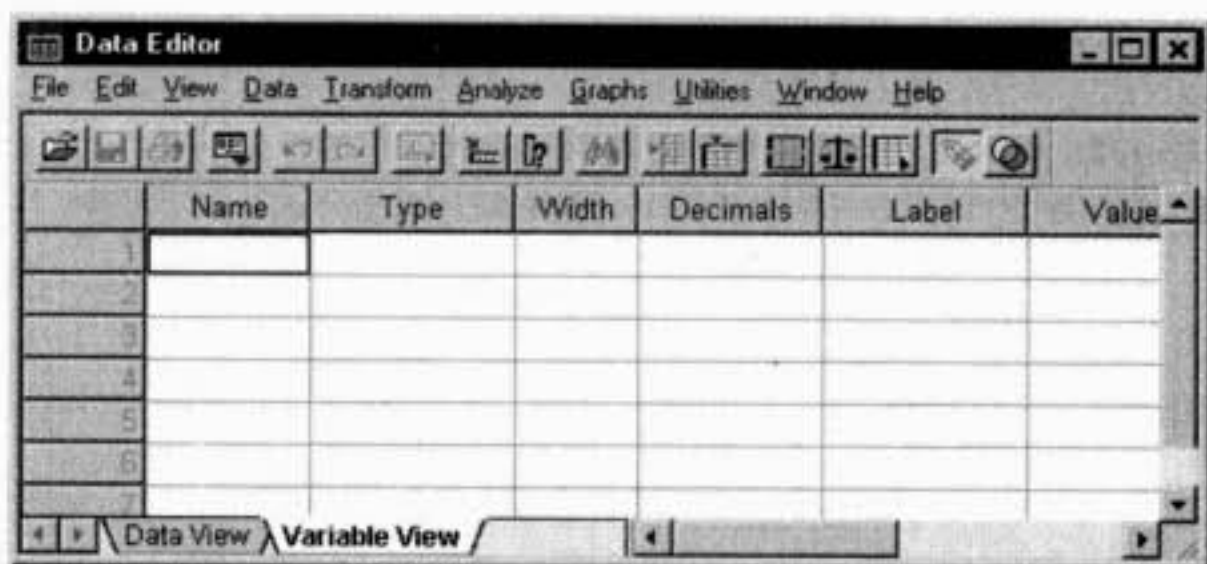 Data Editor
File Edit View Data Transform Analyze Graphs Utilities Window Help
Name Type Width Decimals Label Value
1
2
3
4
5
6
7
Data View Variable View